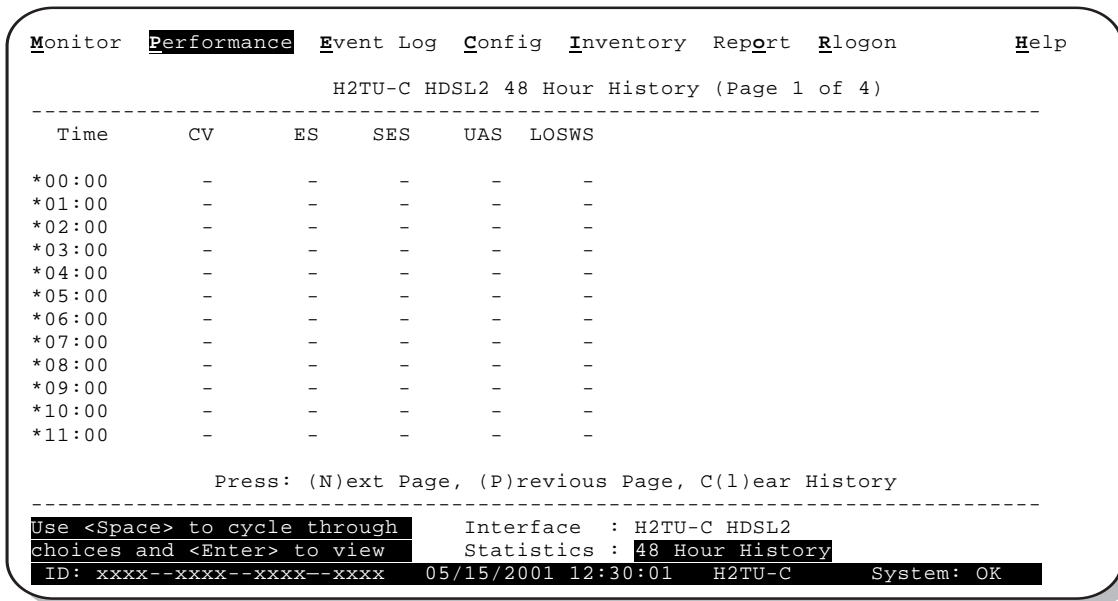 Monitor Performance Event Log Config Inventory Report Rlogon Help
H2TU-C HDSL2 48 Hour History (Page 1 of 4)
--------------------------------------------------------------------------------
Time CV ES SES UAS LOSWS
*00:00 - - - - -
*01:00 - - - - -
*02:00 - - - - -
*03:00 - - - - -
*04:00 - - - - -
*05:00 - - - - -
*06:00 - - - - -
*07:00 - - - - -
*08:00 - - - - -
*09:00 - - - - -
*10:00 - - - - -
*11:00 - - - - -
Press: (N)ext Page, (P)revious Page, C(l)ear History
--------------------------------------------------------------------------------
Use <Space> to cycle through Interface : H2TU-C HDSL2
choices and <Enter> to view Statistics : 48 Hour History
ID: xxxx--xxxx--xxxx--xxxx 05/15/2001 12:30:01 H2TU-C System: OK